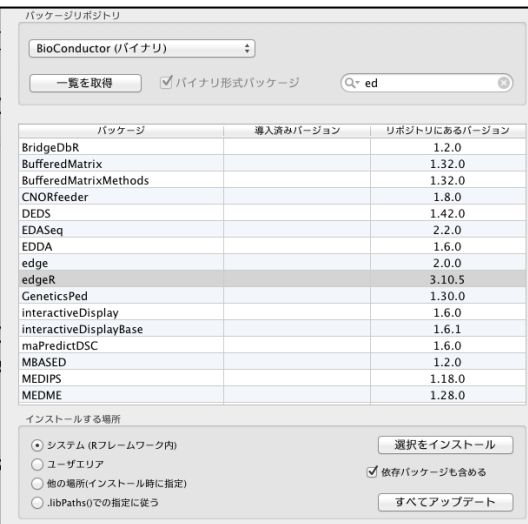 パッケージリポジトリ
BioConductor (バイナリ)
一覧を取得 バイナリ形式パッケージ ed
パッケージ 導入済みバージョン リポジトリにあるバージョン
BridgeDbR 1.2.0
BufferedMatrix 1.32.0
BufferedMatrixMethods 1.32.0
CNORfeeder 1.8.0
DEDS 1.42.0
EDASeq 2.2.0
EDDA 1.6.0
edge 2.0.0
edgeR 3.10.5
GeneticsPed 1.30.0
interactiveDisplay 1.6.0
interactiveDisplayBase 1.6.1
maPredictDSC 1.6.0
MBASED 1.2.0
MEDIPS 1.18.0
MEDME 1.28.0
インストールする場所
システム (Rフレームワーク内) 選択をインストール
ユーザエリア 依存パッケージも含める
他の場所(インストール時に指定)
.libPaths()での指定に従う すべてアップデート